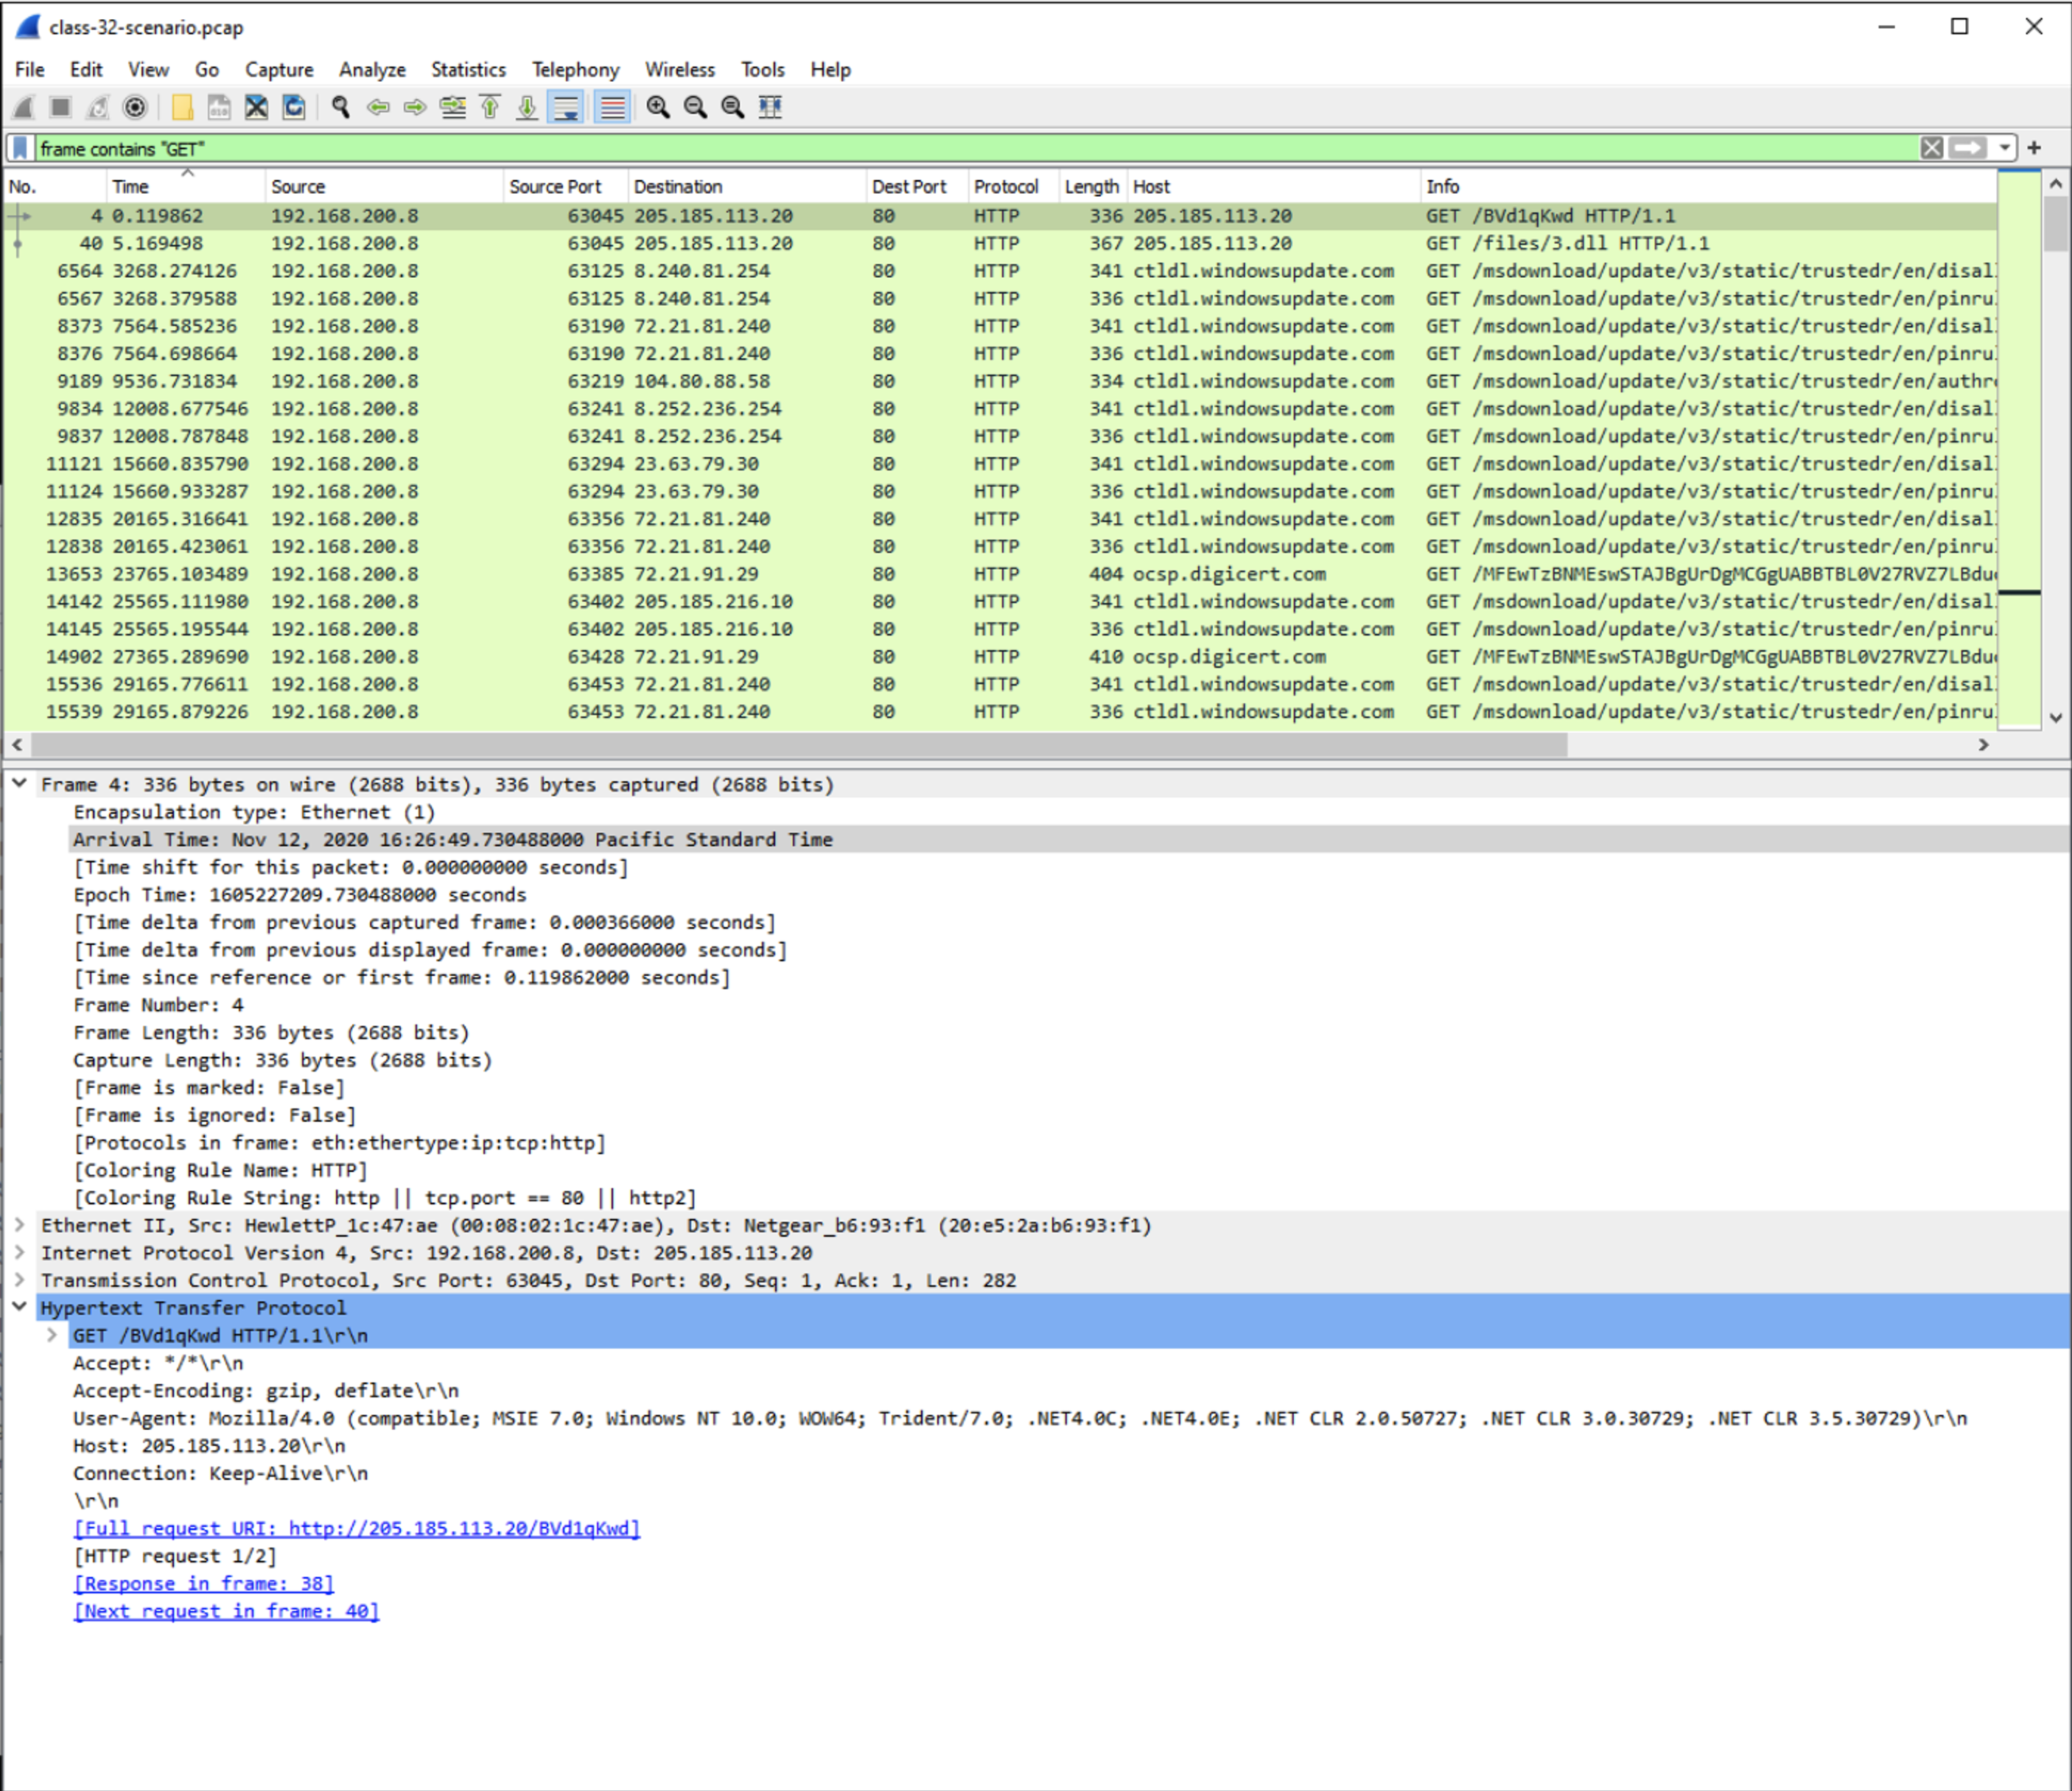 class-32-scenario.pcap
File Edit View Go Capture Analyze Statistics Telephony Wireless Tools Help
frame contains "GET"
No. Time Source Source Port Destination Dest Port Protocol Length Host Info
4 0.119862 192.168.200.8 63045 205.185.113.20 80 HTTP 336 205.185.113.20 GET /BVd1qKwd HTTP/1.1
40 5.169498 192.168.200.8 63045 205.185.113.20 80 HTTP 367 205.185.113.20 GET /files/3.dll HTTP/1.1
6564 3268.274126 192.168.200.8 63125 8.240.81.254 80 HTTP 341 ctldl.windowsupdate.com GET /msdownload/update/v3/static/trustedr/en/disal
6567 3268.379588 192.168.200.8 63125 8.240.81.254 80 HTTP 336 ctldl.windowsupdate.com GET /msdownload/update/v3/static/trustedr/en/pinru
8373 7564.585236 192.168.200.8 63190 72.21.81.240 80 HTTP 341 ctldl.windowsupdate.com GET /msdownload/update/v3/static/trustedr/en/disal
8376 7564.698664 192.168.200.8 63190 72.21.81.240 80 HTTP 336 ctldl.windowsupdate.com GET /msdownload/update/v3/static/trustedr/en/pinru
9189 9536.731834 192.168.200.8 63219 104.80.88.58 80 HTTP 334 ctldl.windowsupdate.com GET /msdownload/update/v3/static/trustedr/en/authr
9834 12008.677546 192.168.200.8 63241 8.252.236.254 80 HTTP 341 ctldl.windowsupdate.com GET /msdownload/update/v3/static/trustedr/en/disal
9837 12008.787848 192.168.200.8 63241 8.252.236.254 80 HTTP 336 ctldl.windowsupdate.com GET /msdownload/update/v3/static/trustedr/en/pinru
11121 15660.835790 192.168.200.8 63294 23.63.79.30 80 HTTP 341 ctldl.windowsupdate.com GET /msdownload/update/v3/static/trustedr/en/disal
11124 15660.933287 192.168.200.8 63294 23.63.79.30 80 HTTP 336 ctldl.windowsupdate.com GET /msdownload/update/v3/static/trustedr/en/pinru
12835 20165.316641 192.168.200.8 63356 72.21.81.240 80 HTTP 341 ctldl.windowsupdate.com GET /msdownload/update/v3/static/trustedr/en/disal
12838 20165.423061 192.168.200.8 63356 72.21.81.240 80 HTTP 336 ctldl.windowsupdate.com GET /msdownload/update/v3/static/trustedr/en/pinru
13653 23765.103489 192.168.200.8 63385 72.21.91.29 80 HTTP 404 ocsp.digicert.com GET /MFEwTzBNMEswSTAJBgUrDgMCGgUABBTBL0V27RVZ7LBdu
14142 25565.111980 192.168.200.8 63402 205.185.216.10 80 HTTP 341 ctldl.windowsupdate.com GET /msdownload/update/v3/static/trustedr/en/disal
14145 25565.195544 192.168.200.8 63402 205.185.216.10 80 HTTP 336 ctldl.windowsupdate.com GET /msdownload/update/v3/static/trustedr/en/pinru
14902 27365.289690 192.168.200.8 63428 72.21.91.29 80 HTTP 410 ocsp.digicert.com GET /MFEwTzBNMEswSTAJBgUrDgMCGgUABBTBL0V27RVZ7LBdu
15536 29165.776611 192.168.200.8 63453 72.21.81.240 80 HTTP 341 ctldl.windowsupdate.com GET /msdownload/update/v3/static/trustedr/en/disal
15539 29165.879226 192.168.200.8 63453 72.21.81.240 80 HTTP 336 ctldl.windowsupdate.com GET /msdownload/update/v3/static/trustedr/en/pinru
Frame 4: 336 bytes on wire (2688 bits), 336 bytes captured (2688 bits)
Encapsulation type: Ethernet (1)
Arrival Time: Nov 12, 2020 16:26:49.730488000 Pacific Standard Time
[Time shift for this packet: 0.000000000 seconds]
Epoch Time: 1605227209.730488000 seconds
[Time delta from previous captured frame: 0.000366000 seconds]
[Time delta from previous displayed frame: 0.000000000 seconds]
[Time since reference or first frame: 0.119862000 seconds]
Frame Number: 4
Frame Length: 336 bytes (2688 bits)
Capture Length: 336 bytes (2688 bits)
[Frame is marked: False]
[Frame is ignored: False]
[Protocols in frame: eth:ethertype:ip:tcp:http]
[Coloring Rule Name: HTTP]
[Coloring Rule String: http || tcp.port == 80 || http2]
Ethernet II, Src: HewlettP_1c:47:ae (00:08:02:1c:47:ae), Dst: Netgear_b6:93:f1 (20:e5:2a:b6:93:f1)
Internet Protocol Version 4, Src: 192.168.200.8, Dst: 205.185.113.20
Transmission Control Protocol, Src Port: 63045, Dst Port: 80, Seq: 1, Ack: 1, Len: 282
Hypertext Transfer Protocol
GET /BVd1qKwd HTTP/1.1\r\n
Accept: */*\r\n
Accept-Encoding: gzip, deflate\r\n
User-Agent: Mozilla/4.0 (compatible; MSIE 7.0; Windows NT 10.0; WOW64; Trident/7.0; .NET4.0C; .NET4.0E; .NET CLR 2.0.50727; .NET CLR 3.0.30729; .NET CLR 3.5.30729)\r\n
Host: 205.185.113.20\r\n
Connection: Keep-Alive\r\n
\r\n
[Full request URI: http://205.185.113.20/BVd1qKwd]
[HTTP request 1/2]
[Response in frame: 38]
[Next request in frame: 40]